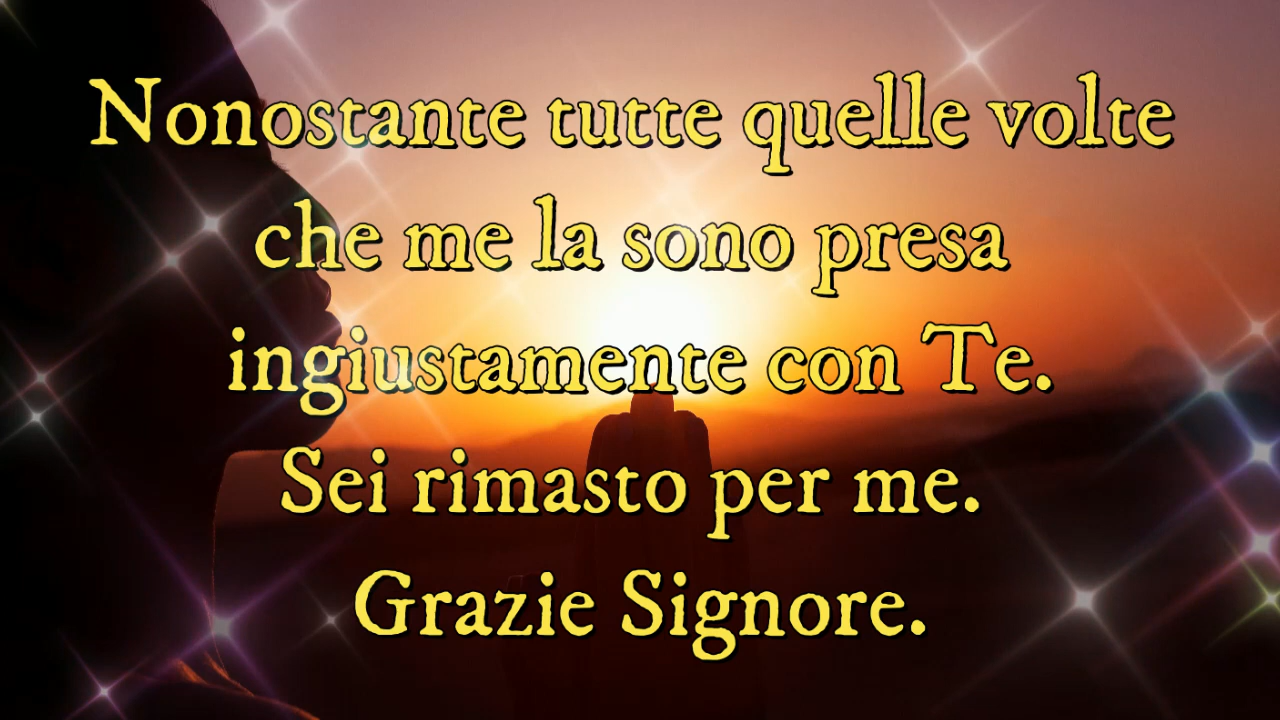 Nonostante tutte quelle volte
che me la sono presa
ingiustamente con Te.
Sei rimasto per me.
Grazie Signore.